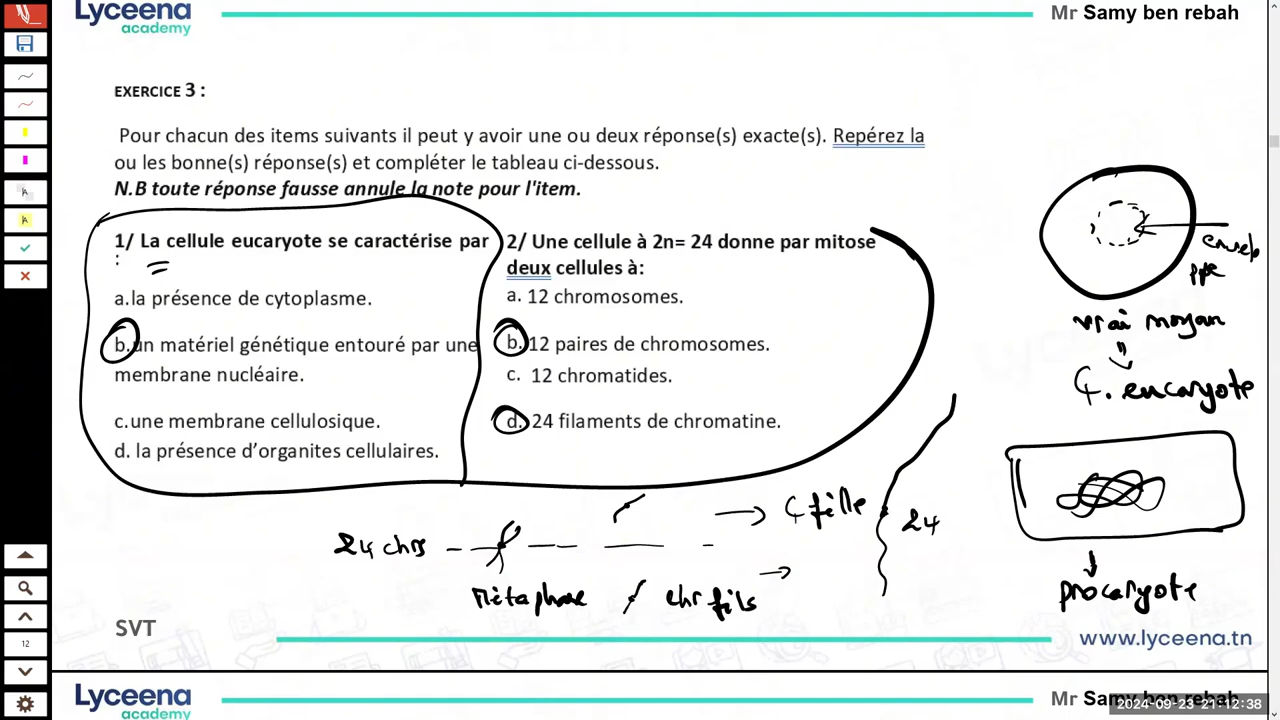 Lyceena
academy
Mr Samy ben rebah
EXERCICE 3 :
Pour chacun des items suivants il peut y avoir une ou deux réponse(s) exacte(s). Repérez la
ou les bonne(s) réponse(s) et compléter le tableau ci-dessous.
N.B toute réponse fausse annule la note pour l'item.
1/ La cellule eucaryote se caractérise par
:
a.la présence de cytoplasme.
b.un matériel génétique entouré par une
membrane nucléaire.
c.une membrane cellulosique.
d. la présence d’organites cellulaires.
2/ Une cellule à 2n= 24 donne par mitose
deux cellules à:
a. 12 chromosomes.
b. 12 paires de chromosomes.
c. 12 chromatides.
d. 24 filaments de chromatine.
envelo
ppe
vrai noyau
. eucaryote
24 chrs
Métaphase
chr fils
fille
24
procaryote
SVT
www.lyceena.tn
12
Lyceena
academy
Mr Samy ben rebah
2024-09-23 21:12:38